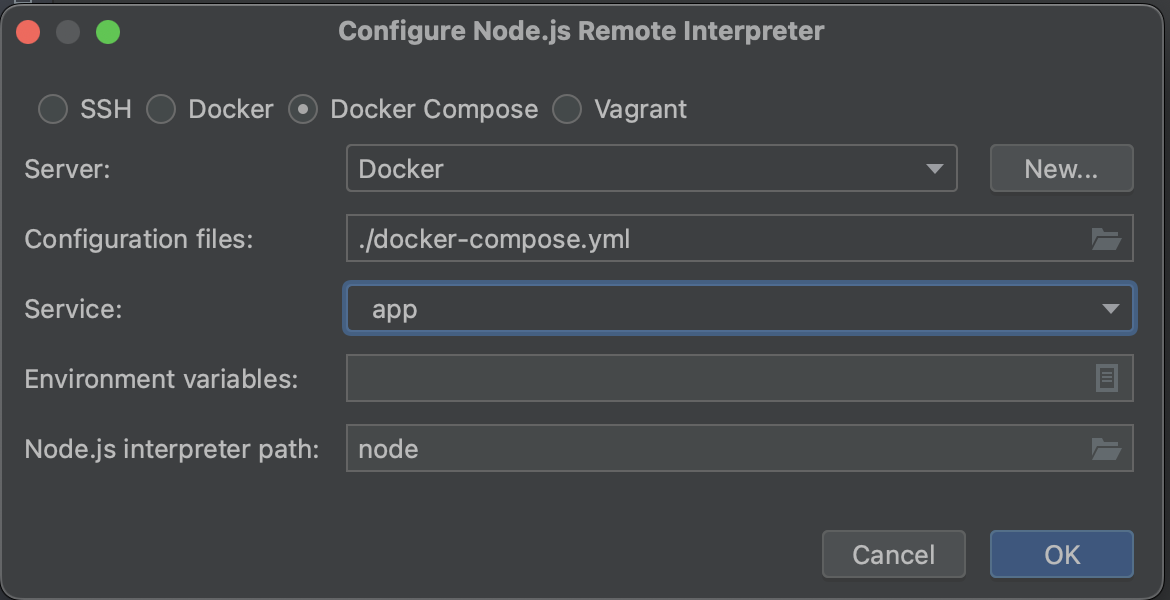 Configure Node.js Remote Interpreter
SSH Docker Docker Compose Vagrant
Server: Docker New...
Configuration files: ./docker-compose.yml
Service: app
Environment variables:
Node.js interpreter path: node
Cancel OK